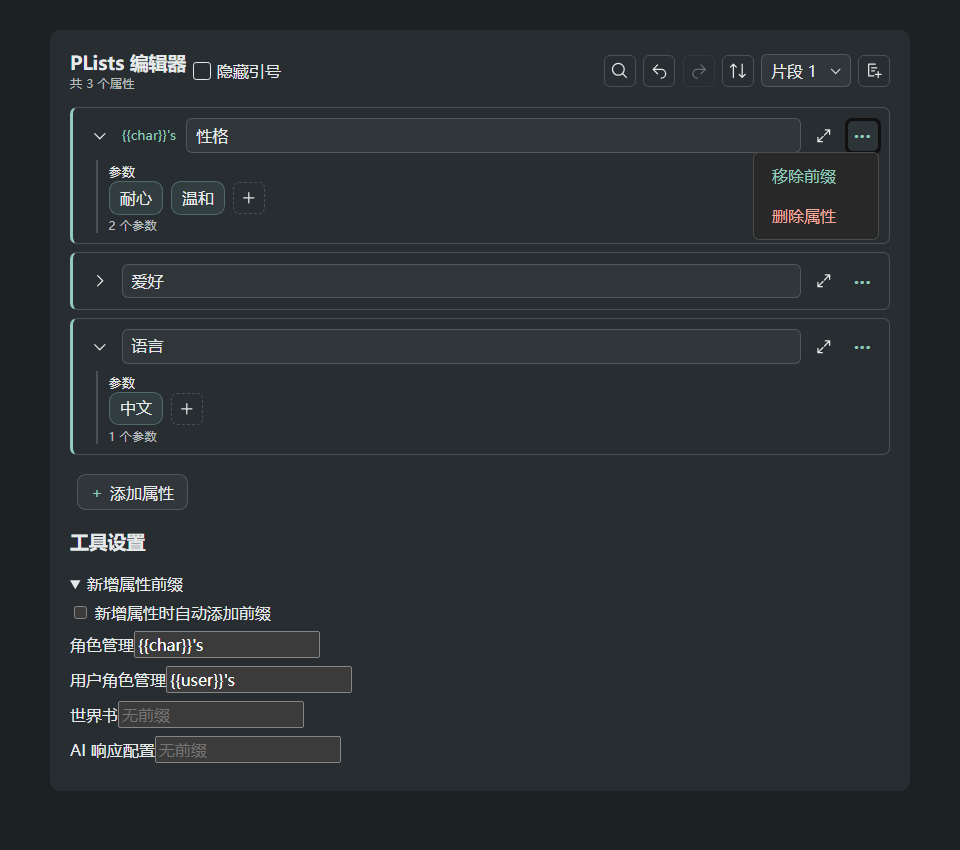 PLists 编辑器
隐藏引号
共 3 个属性
片段 1
{{char}}'s
性格
移除前缀
删除属性
参数
耐心
温和
+
2 个参数
爱好
语言
参数
中文
+
1 个参数
+ 添加属性
工具设置
▼ 新增属性前缀
新增属性时自动添加前缀
角色管理 {{char}}'s
用户角色管理 {{user}}'s
世界书 无前缀
AI 响应配置 无前缀